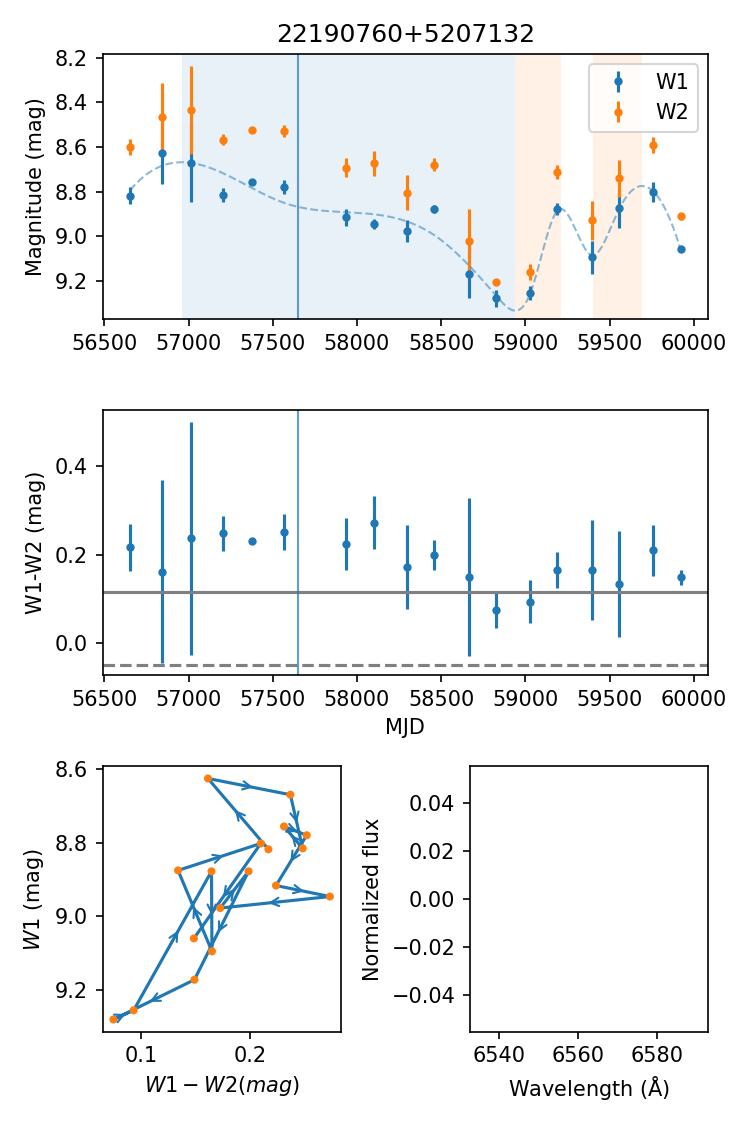 22190760+5207132
Magnitude (mag)
8.2
8.4
8.6
8.8
9.0
9.2
W1
W2
56500 57000 57500 58000 58500 59000 59500 60000
W1-W2 (mag)
0.4
0.2
0.0
56500 57000 57500 58000 58500 59000 59500 60000
MJD
W1 (mag)
8.6
8.8
9.0
9.2
0.1 0.2
W1 − W2(mag)
Normalized flux
0.04
0.02
0.00
−0.02
−0.04
6540 6560 6580
Wavelength (Å)